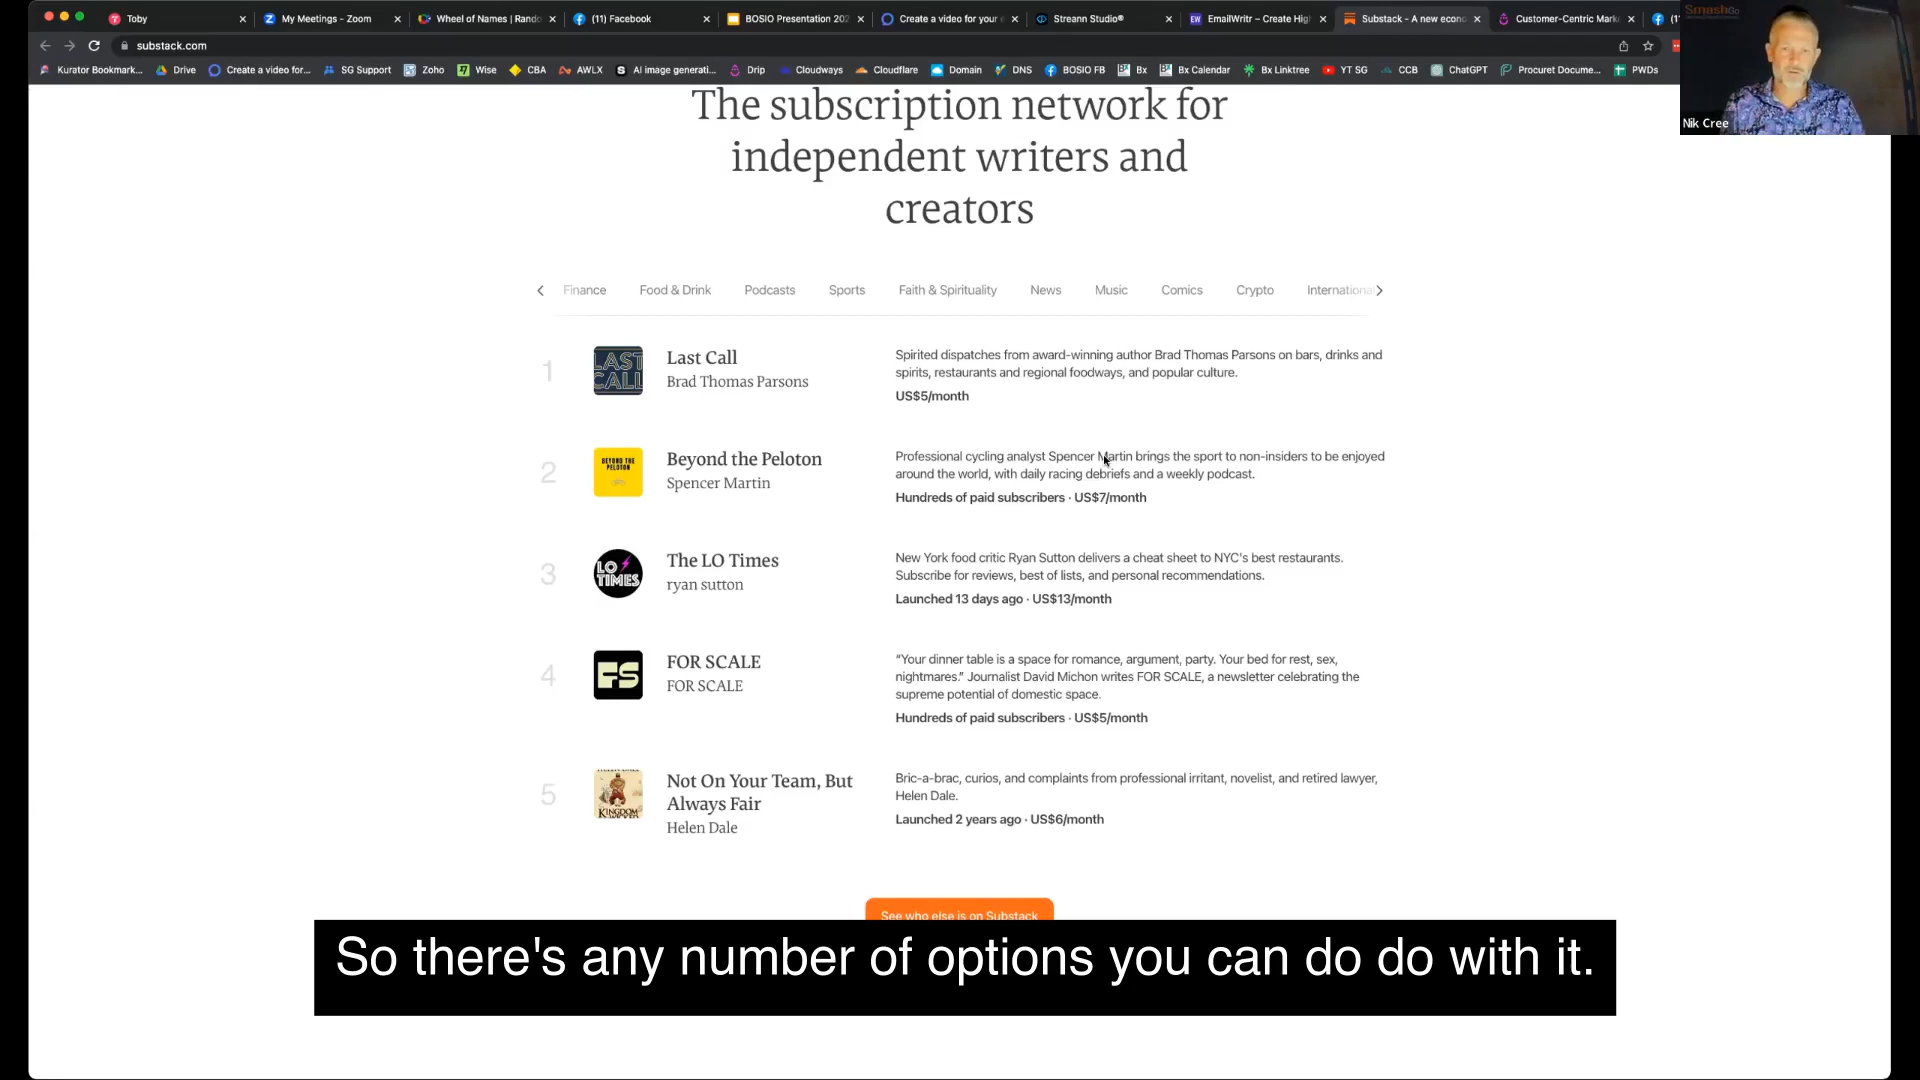 Toby
My Meetings - Zoom
Wheel of Names | Rando
(11) Facebook
BOSIO Presentation 202
Create a video for your e
Streann Studio®
EW
EmailWritr – Create High
Substack - A new econo
Customer-Centric Mark
substack.com
Kurator Bookmark...
Drive
Create a video for...
SG Support
Zoho
Wise
CBA
AWLX
S
AI image generati...
Drip
Cloudways
Cloudflare
Domain
DNS
BOSIO FB
Bx
Bx Calendar
Bx Linktree
YT SG
CCB
ChatGPT
Procuret Docume...
PWDs
SmashGo
Nik Cree
The subscription network for
independent writers and
creators
Finance
Food & Drink
Podcasts
Sports
Faith & Spirituality
News
Music
Comics
Crypto
International
1
LAST
CALL
Last Call
Brad Thomas Parsons
Spirited dispatches from award-winning author Brad Thomas Parsons on bars, drinks and
spirits, restaurants and regional foodways, and popular culture.
US$5/month
2
BEYOND THE
PELOTON
Beyond the Peloton
Spencer Martin
Professional cycling analyst Spencer Martin brings the sport to non-insiders to be enjoyed
around the world, with daily racing debriefs and a weekly podcast.
Hundreds of paid subscribers · US$7/month
3
LO
TIMES
The LO Times
ryan sutton
New York food critic Ryan Sutton delivers a cheat sheet to NYC's best restaurants.
Subscribe for reviews, best of lists, and personal recommendations.
Launched 13 days ago · US$13/month
4
FS
FOR SCALE
FOR SCALE
“Your dinner table is a space for romance, argument, party. Your bed for rest, sex,
nightmares.” Journalist David Michon writes FOR SCALE, a newsletter celebrating the
supreme potential of domestic space.
Hundreds of paid subscribers · US$5/month
5
KINGDOM
Not On Your Team, But
Always Fair
Helen Dale
Bric-a-brac, curios, and complaints from professional irritant, novelist, and retired lawyer,
Helen Dale.
Launched 2 years ago · US$6/month
See who else is on Substack
So there's any number of options you can do do with it.